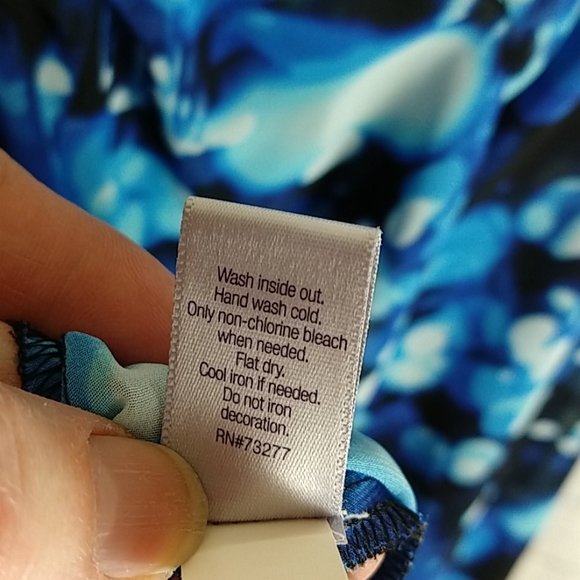 Wash inside out.
Hand wash cold.
Only non-chlorine bleach
when needed.
Flat dry.
Cool iron if needed.
Do not iron
decoration.
RN#73277